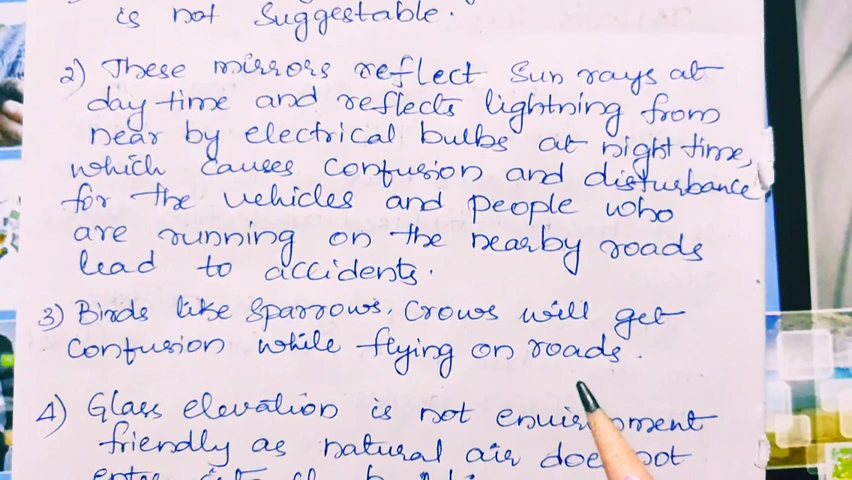 is not Suggestable.
2) These mirrors reflect Sun rays at
day time and reflects lightning from
near by electrical bulbs at night time,
which causes confusion and disturbance
for the vehicles and people who
are running on the nearby roads
lead to accidents.
3) Birds like Sparrows, Crows will get
confusion while flying on roads.
4) Glass elevation is not environment
friendly as natural air does not
enter